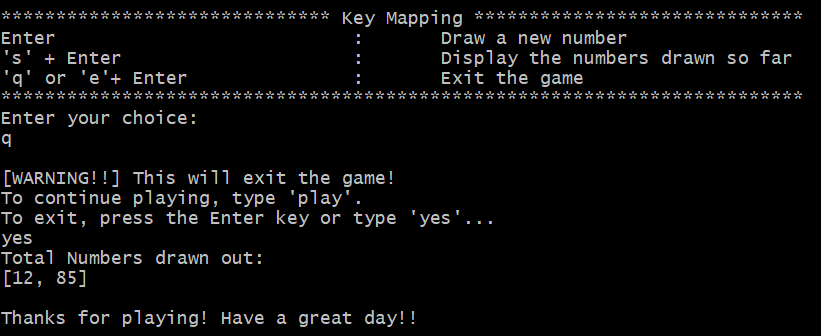 ****************************** Key Mapping ******************************
Enter : Draw a new number
's' + Enter : Display the numbers drawn so far
'q' or 'e'+ Enter : Exit the game
*************************************************************************
Enter your choice:
q
[WARNING!!] This will exit the game!
To continue playing, type 'play'.
To exit, press the Enter key or type 'yes'...
yes
Total Numbers drawn out:
[12, 85]
Thanks for playing! Have a great day!!